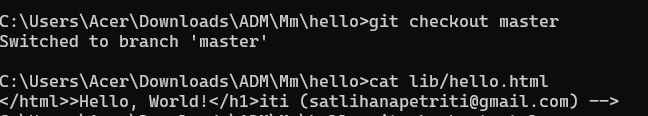 C:\Users\Acer\Downloads\ADM\Mm\hello>git checkout master
Switched to branch 'master'
C:\Users\Acer\Downloads\ADM\Mm\hello>cat lib/hello.html
</html>>Hello, World!</h1>iti (satlihanapetriti@gmail.com) -->